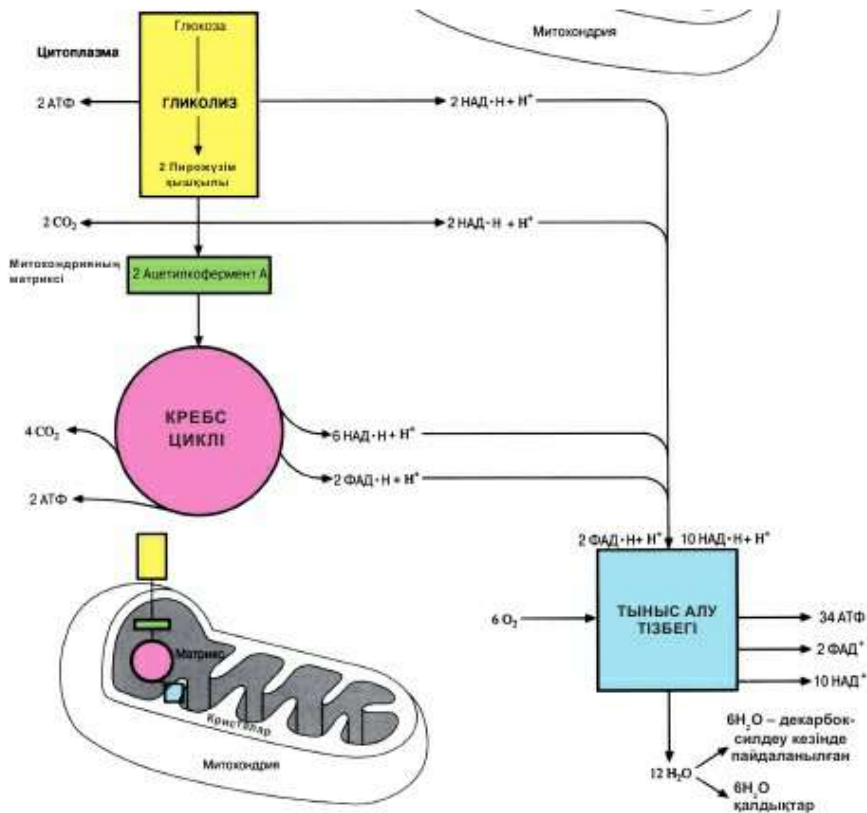 Глюкоза
Митохондрия
Цитоплазма
2 АТФ
ГЛИКОЛИЗ
2 НАД·Н + Н⁺
2 Пирожүзім
қышқылы
2 CO₂
2 НАД·Н + Н⁺
Митохондрияның
матриксі
2 Ацетилкофермент А
КРЕБС
ЦИКЛІ
4 CO₂
6 НАД·Н + Н⁺
2 ФАД·Н + Н⁺
2 АТФ
2 ФАД·Н+ Н⁺
10 НАД·Н + Н⁺
6 O₂
ТЫНЫС АЛУ
ТІЗБЕГІ
34 АТФ
2 ФАД⁺
10 НАД⁺
Матрикс
Кристалар
Митохондрия
12 H₂O
6H₂O – декарбок-
силдеу кезінде
пайдаланылған
6H₂O
қалдықтар